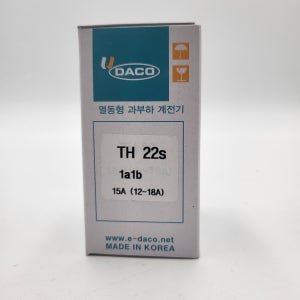 DACO
열동형 과부하 계전기
TH 22s
1a1b
15A (12-18A)
www.e-daco.net
MADE IN KOREA